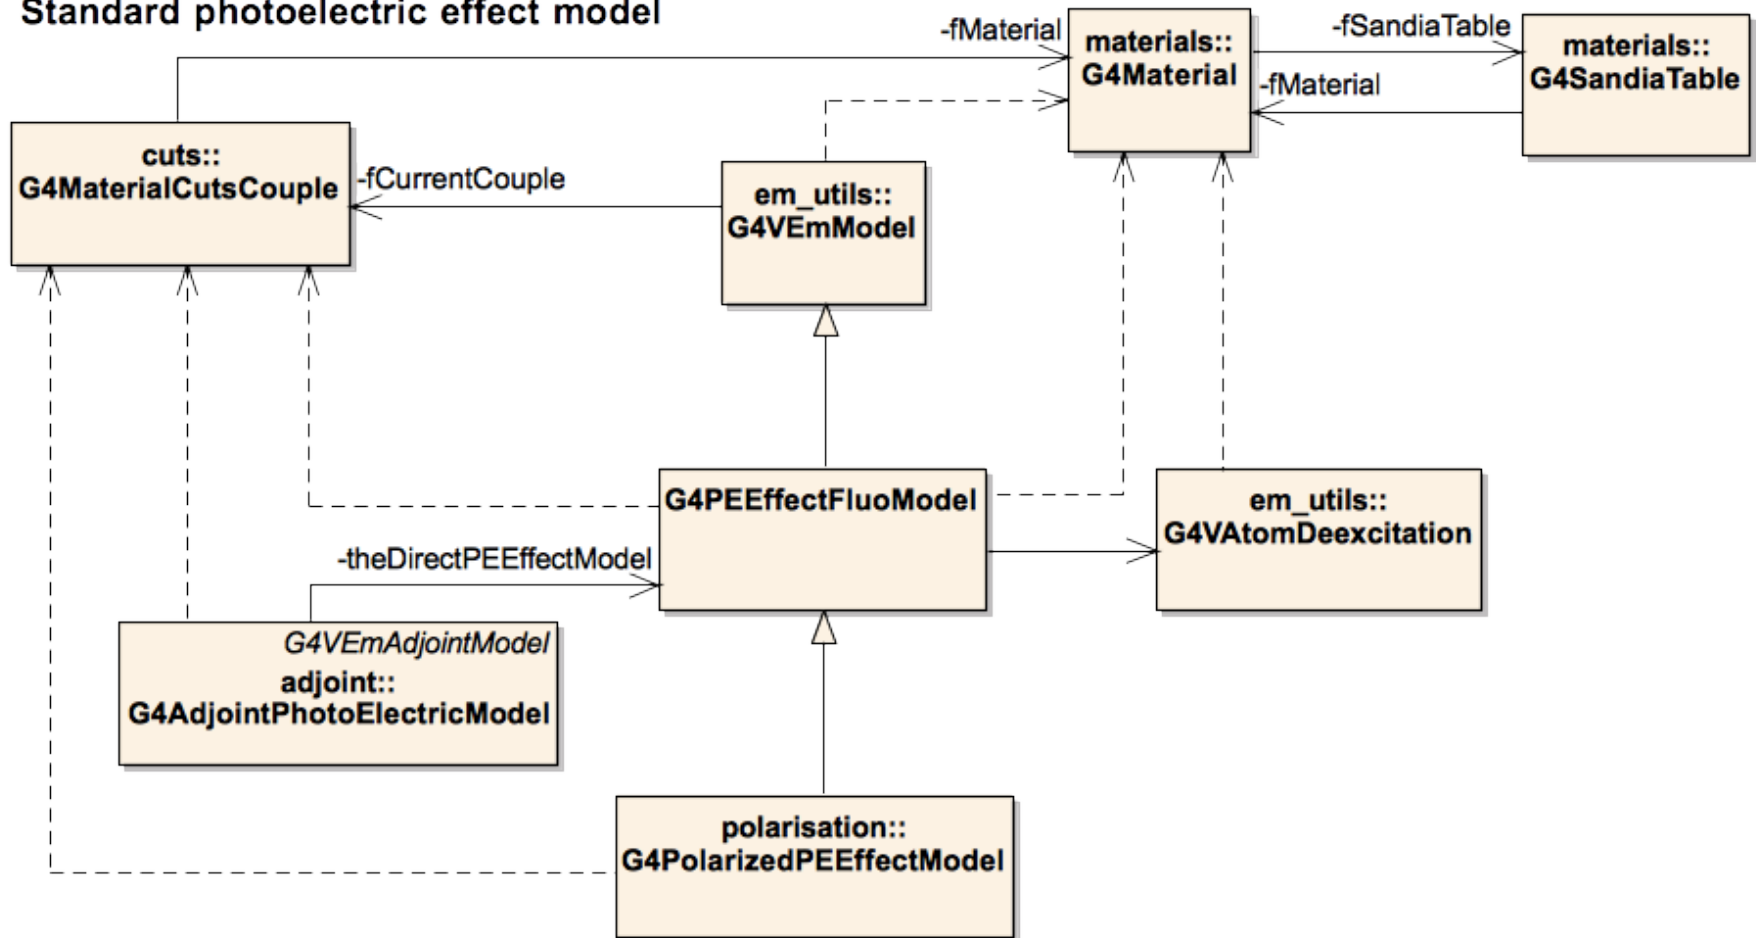 Standard photoelectric effect model
-fMaterial
materials::
G4Material
-fSandiaTable
-fMaterial
materials::
G4SandiaTable
cuts::
G4MaterialCutsCouple
-fCurrentCouple
em_utils::
G4VEmModel
G4PEEffectFluoModel
em_utils::
G4VAtomDeexcitation
-theDirectPEEffectModel
G4VEmAdjointModel
adjoint::
G4AdjointPhotoElectricModel
polarisation::
G4PolarizedPEEffectModel